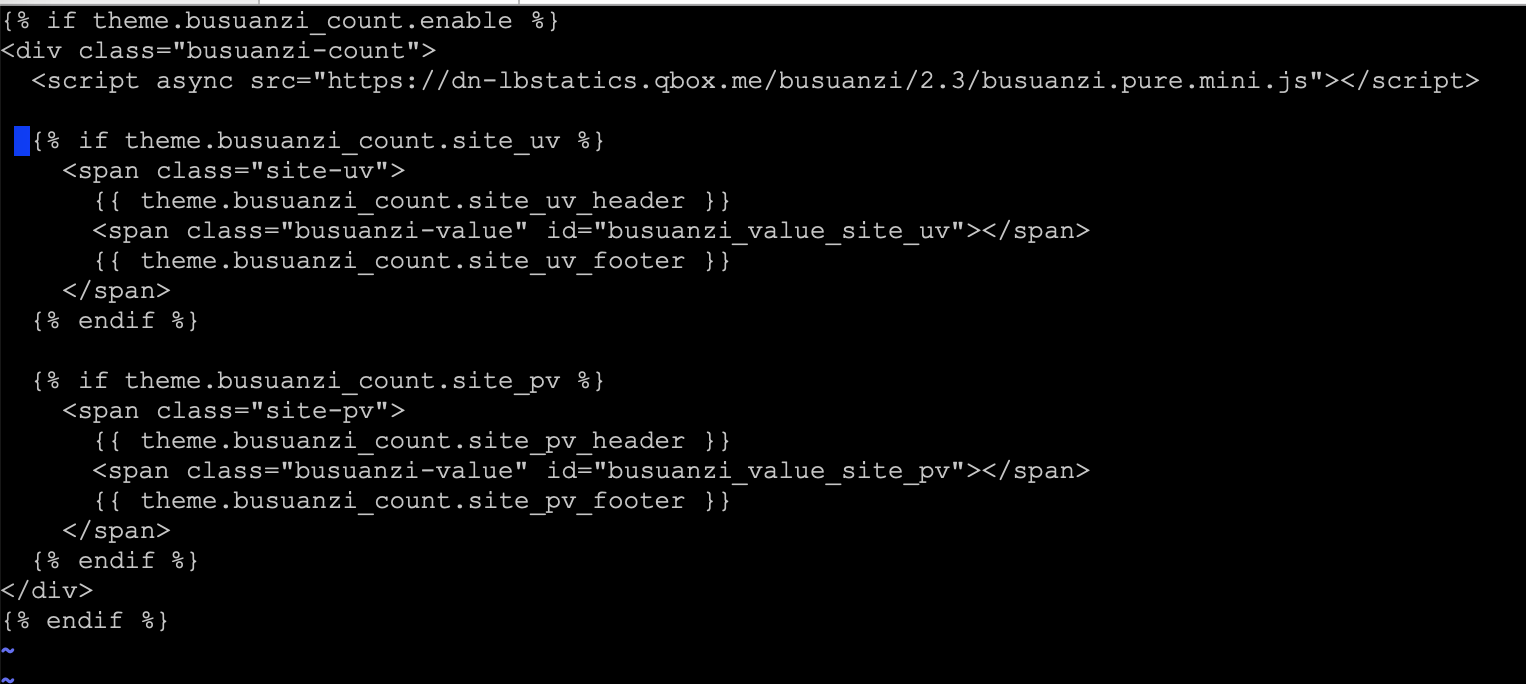 {% if theme.busuanzi_count.enable %}
<div class="busuanzi-count">
  <script async src="https://dn-lbstatics.qbox.me/busuanzi/2.3/busuanzi.pure.mini.js"></script>

  {% if theme.busuanzi_count.site_uv %}
    <span class="site-uv">
      {{ theme.busuanzi_count.site_uv_header }}
      <span class="busuanzi-value" id="busuanzi_value_site_uv"></span>
      {{ theme.busuanzi_count.site_uv_footer }}
    </span>
  {% endif %}

  {% if theme.busuanzi_count.site_pv %}
    <span class="site-pv">
      {{ theme.busuanzi_count.site_pv_header }}
      <span class="busuanzi-value" id="busuanzi_value_site_pv"></span>
      {{ theme.busuanzi_count.site_pv_footer }}
    </span>
  {% endif %}
</div>
{% endif %}
~
~